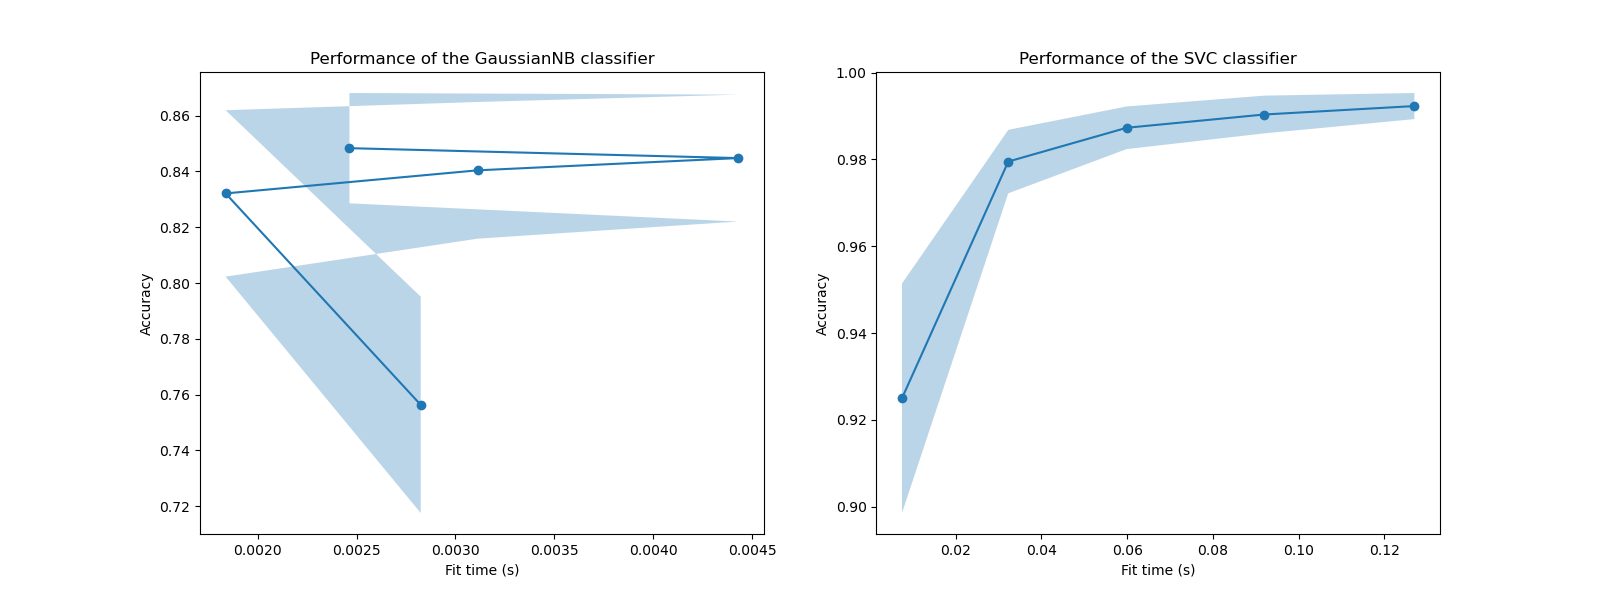 Performance of the GaussianNB classifier
Accuracy
0.86
0.84
0.82
0.80
0.78
0.76
0.74
0.72
0.0020 0.0025 0.0030 0.0035 0.0040 0.0045
Fit time (s)
Performance of the SVC classifier
Accuracy
1.00
0.98
0.96
0.94
0.92
0.90
0.02 0.04 0.06 0.08 0.10 0.12
Fit time (s)